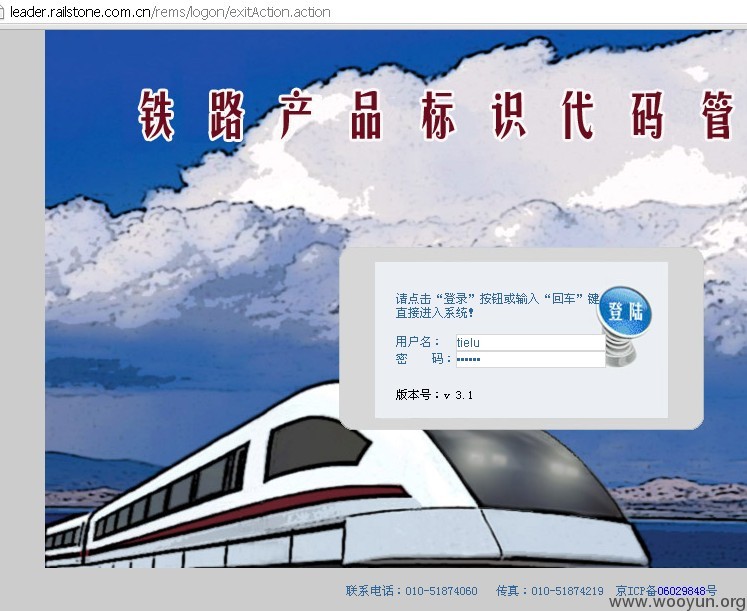 leader.railstone.com.cn/rems/logon/exitAction.action
铁路产品标识代码管
请点击“登录”按钮或输入“回车”键
直接进入系统!
登陆
用户名： tielu
密 码： ••••••
版本号：v 3.1
联系电话：010-51874060 传真：010-51874219 京ICP备06029848号
www.wooyun.org